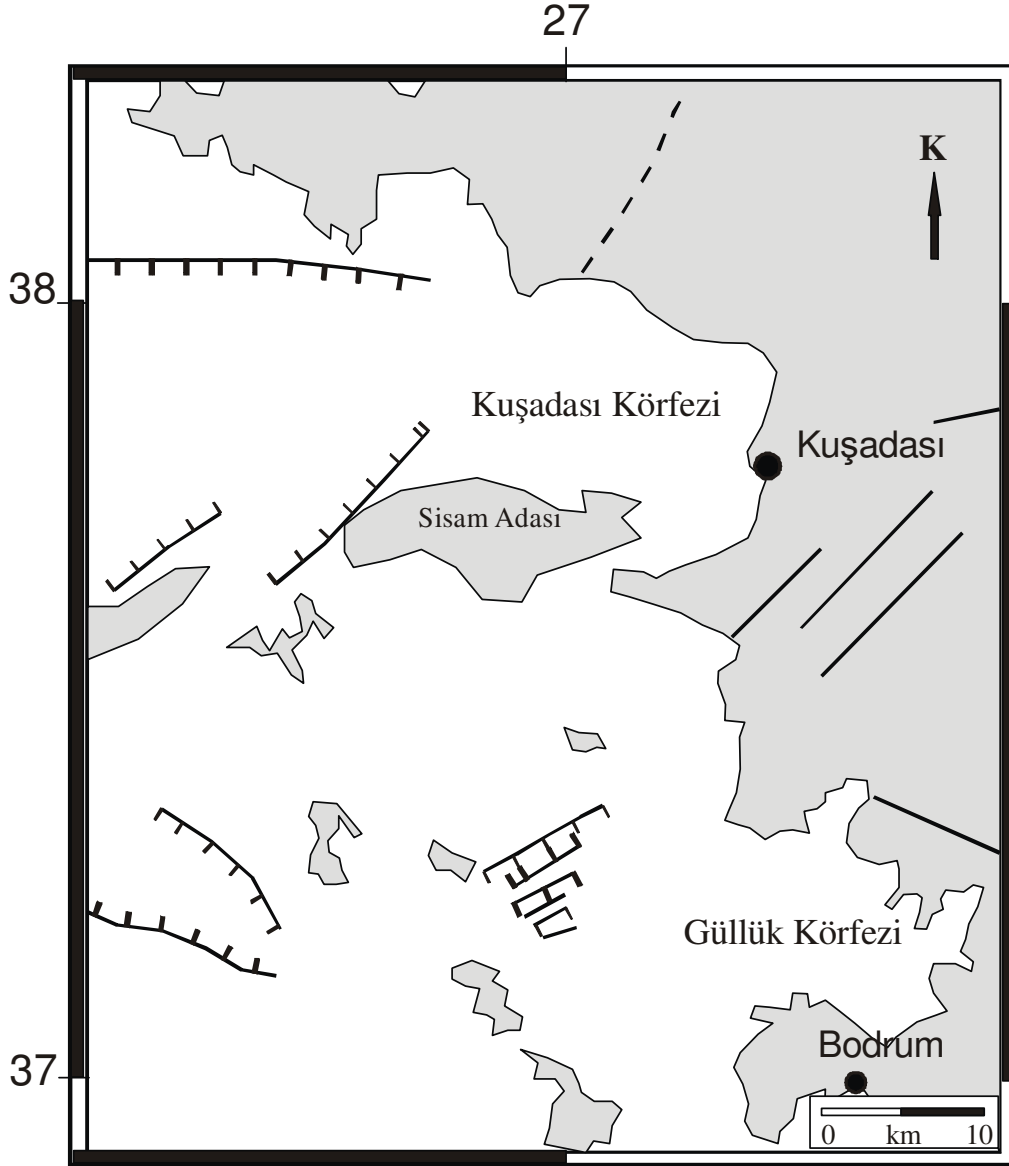 27
K
38
Kuşadası Körfezi
Kuşadası
Sisam Adası
Güllük Körfezi
Bodrum
37
0 km 10